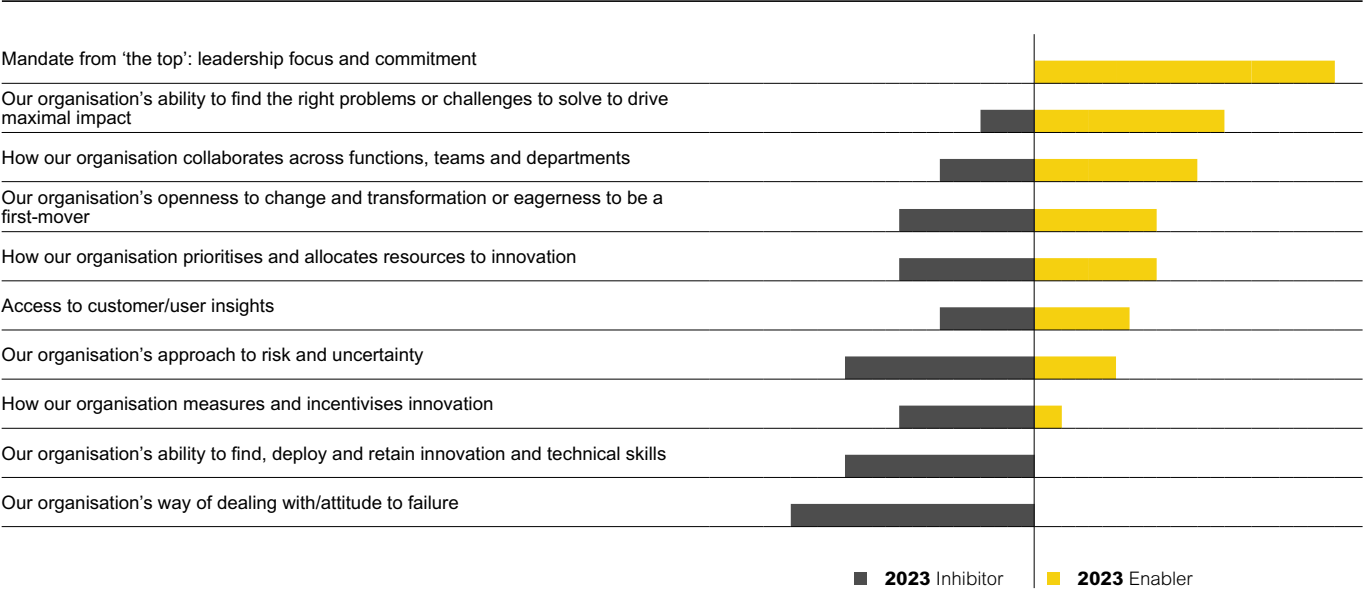 Mandate from ‘the top’: leadership focus and commitment
Our organisation’s ability to find the right problems or challenges to solve to drive
maximal impact
How our organisation collaborates across functions, teams and departments
Our organisation’s openness to change and transformation or eagerness to be a
first-mover
How our organisation prioritises and allocates resources to innovation
Access to customer/user insights
Our organisation’s approach to risk and uncertainty
How our organisation measures and incentivises innovation
Our organisation’s ability to find, deploy and retain innovation and technical skills
Our organisation’s way of dealing with/attitude to failure
2023 Inhibitor
2023 Enabler